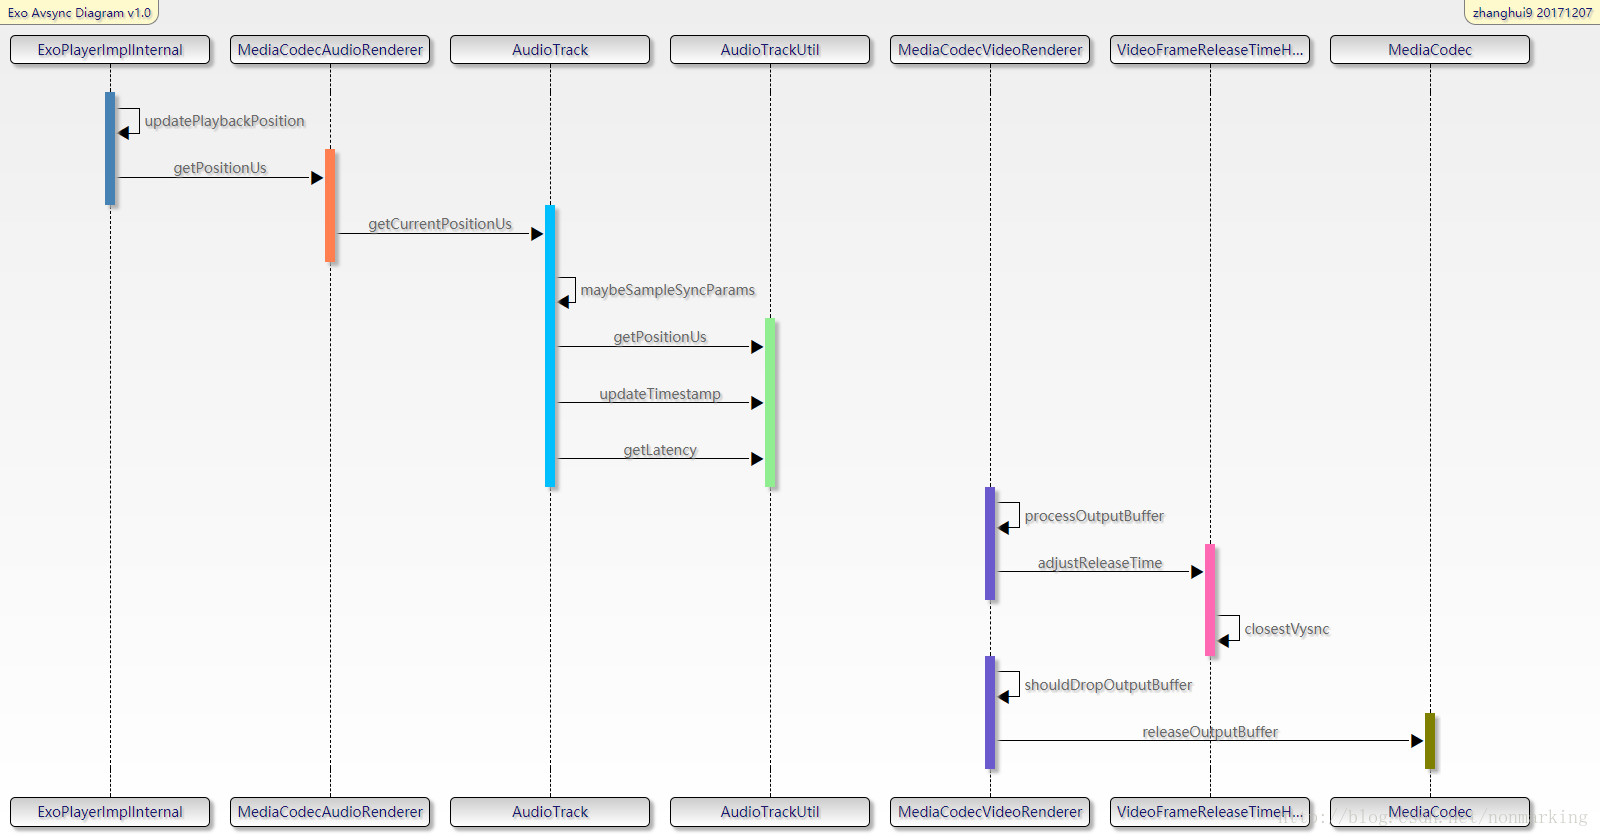 Exo Avsync Diagram v1.0
zhanghui9 20171207
ExoPlayerImplInternal
MediaCodecAudioRenderer
AudioTrack
AudioTrackUtil
MediaCodecVideoRenderer
VideoFrameReleaseTimeH...
MediaCodec
updatePlaybackPosition
getPositionUs
getCurrentPositionUs
maybeSampleSyncParams
getPositionUs
updateTimestamp
getLatency
processOutputBuffer
adjustReleaseTime
closestVysnc
shouldDropOutputBuffer
releaseOutputBuffer
ExoPlayerImplInternal
MediaCodecAudioRenderer
AudioTrack
AudioTrackUtil
MediaCodecVideoRenderer
VideoFrameReleaseTimeH...
MediaCodec
http://blog.csdn.net/nonmarking